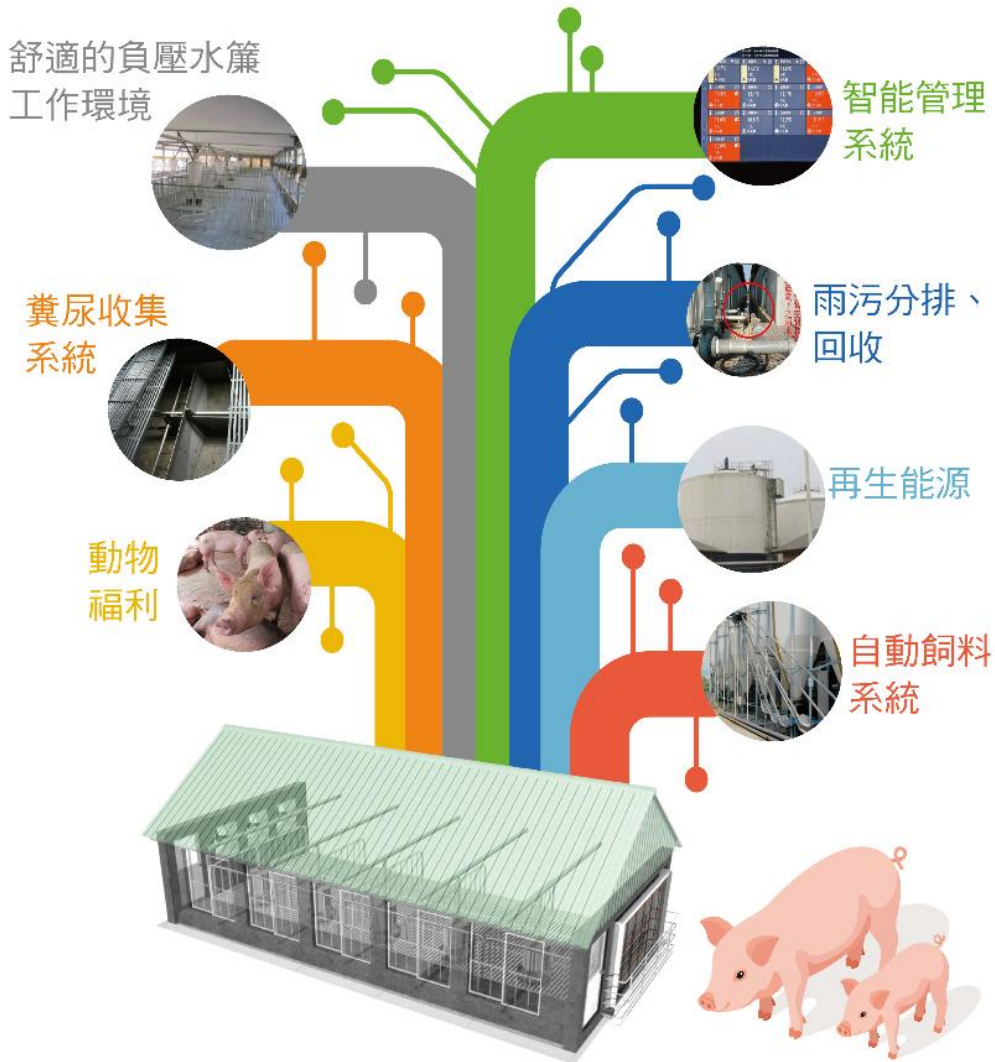 舒適的負壓水簾
工作環境
智能管理
系統
糞尿收集
系統
雨污分排、
回收
再生能源
動物
福利
自動飼料
系統